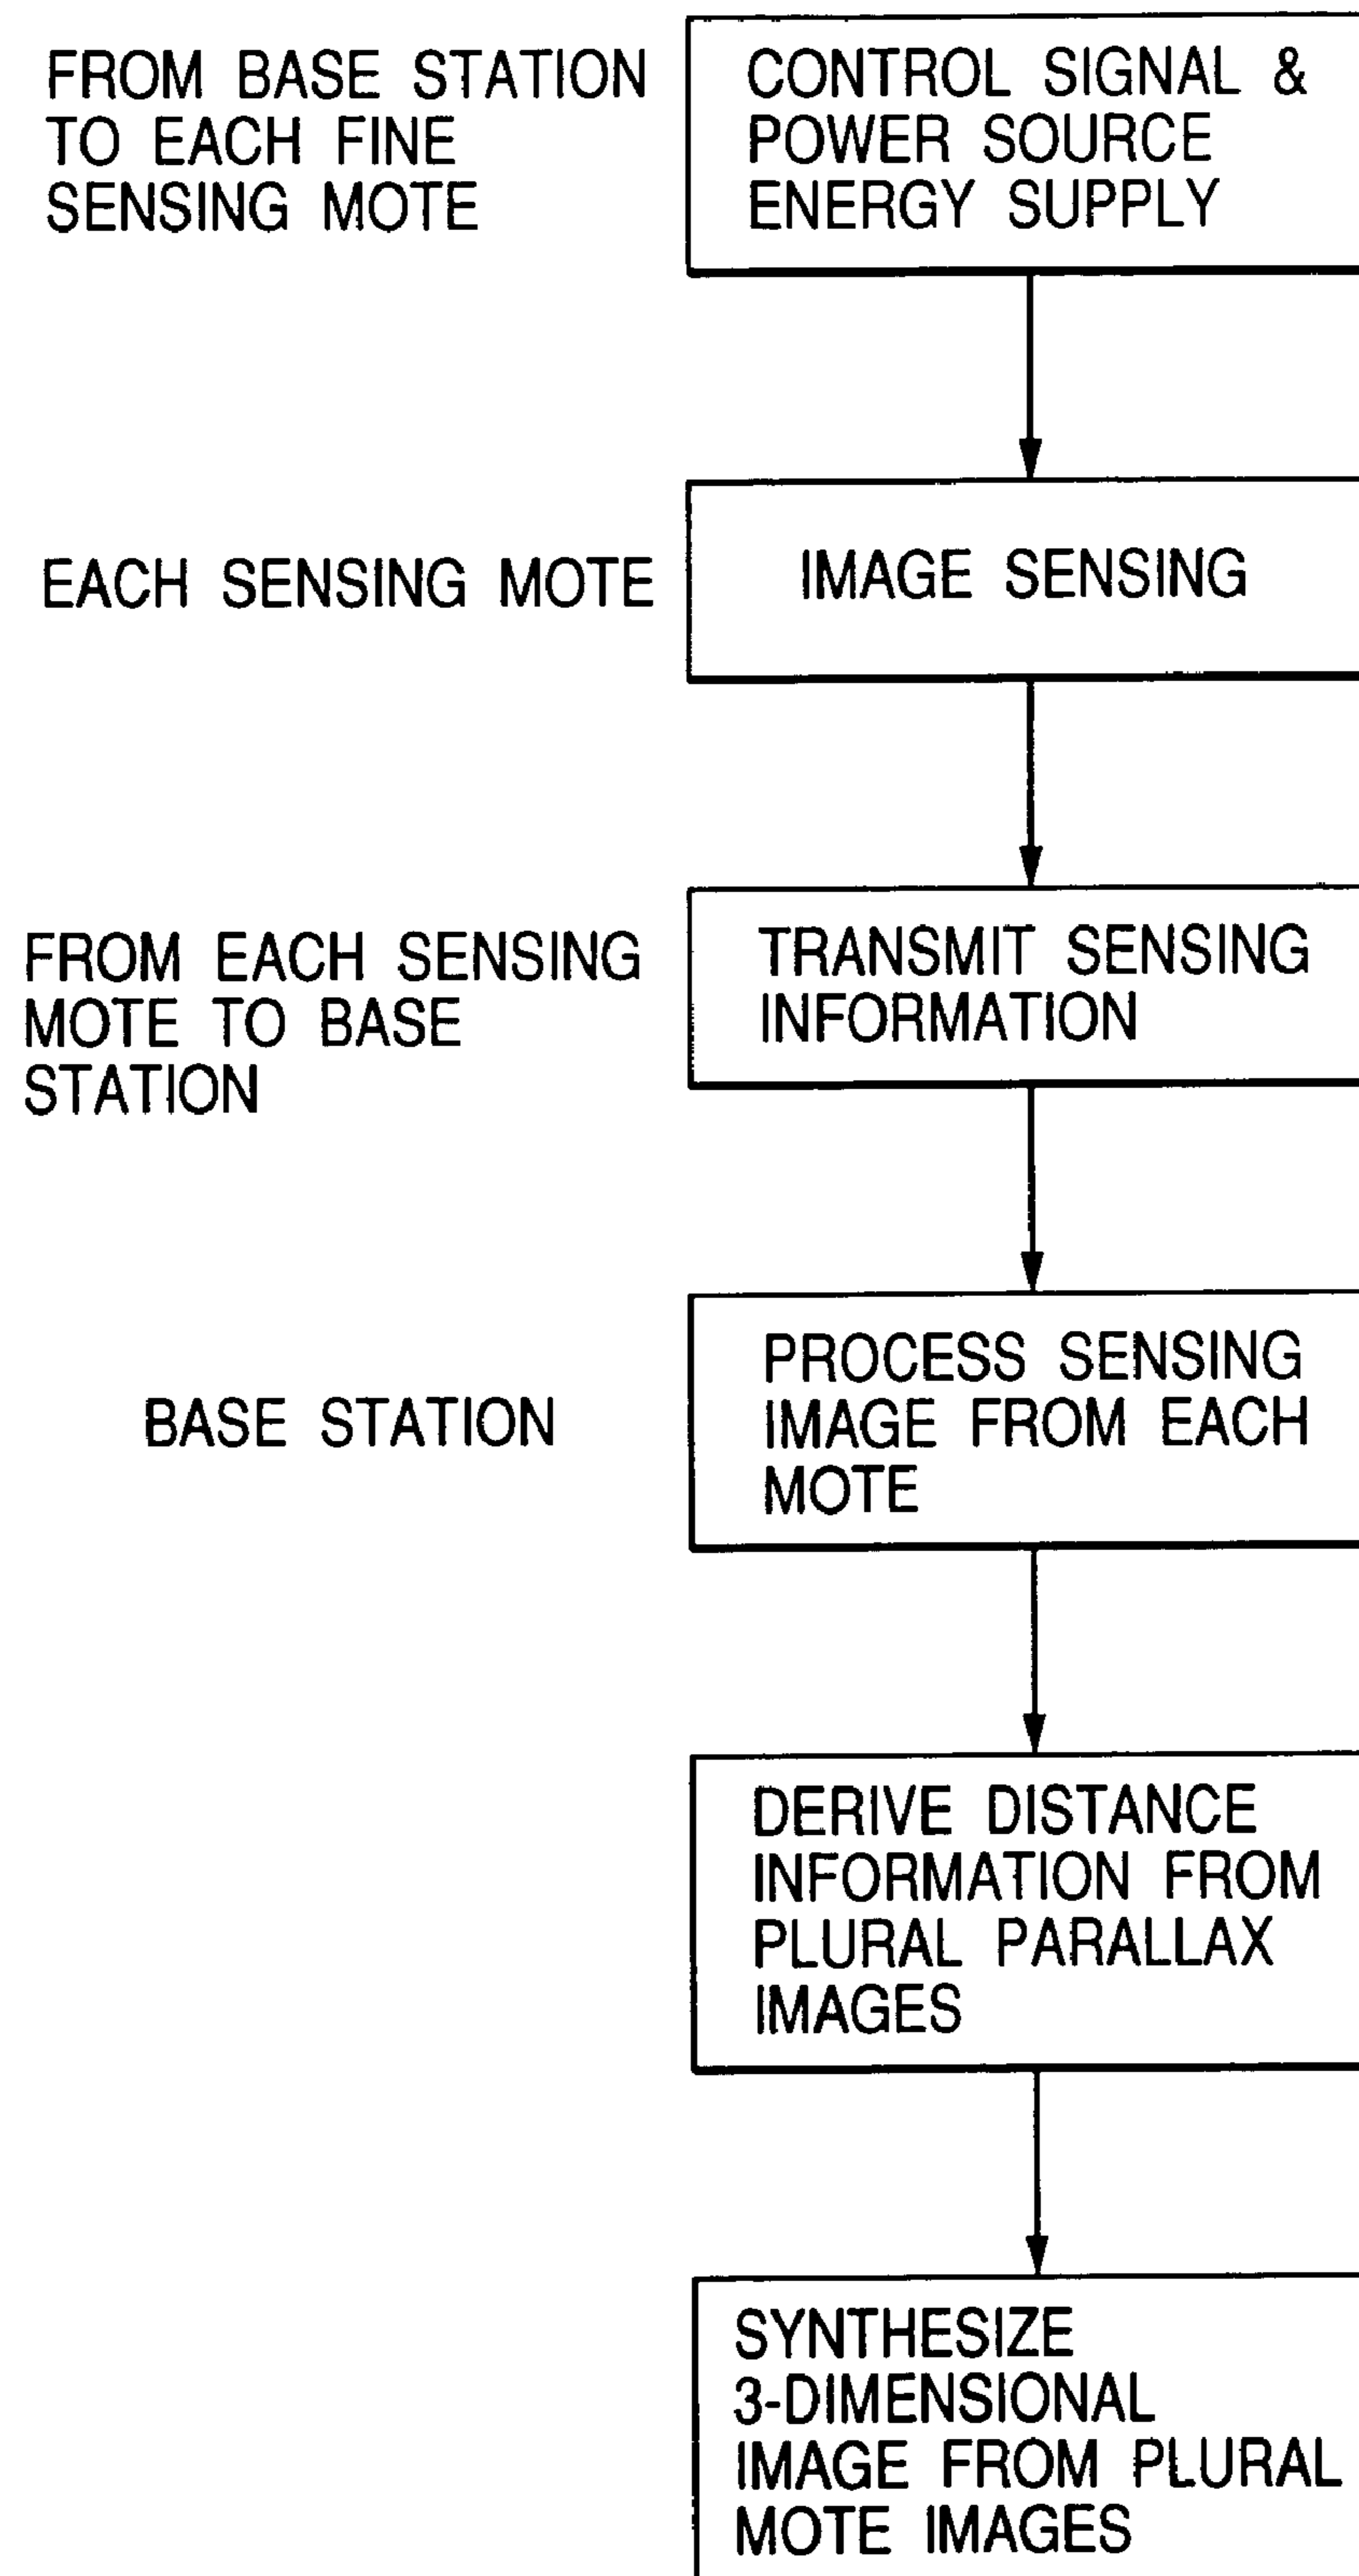 FROM BASE STATION
TO EACH FINE
SENSING MOTE
CONTROL SIGNAL &
POWER SOURCE
ENERGY SUPPLY
EACH SENSING MOTE
IMAGE SENSING
FROM EACH SENSING
MOTE TO BASE
STATION
TRANSMIT SENSING
INFORMATION
BASE STATION
PROCESS SENSING
IMAGE FROM EACH
MOTE
DERIVE DISTANCE
INFORMATION FROM
PLURAL PARALLAX
IMAGES
SYNTHESIZE
3-DIMENSIONAL
IMAGE FROM PLURAL
MOTE IMAGES